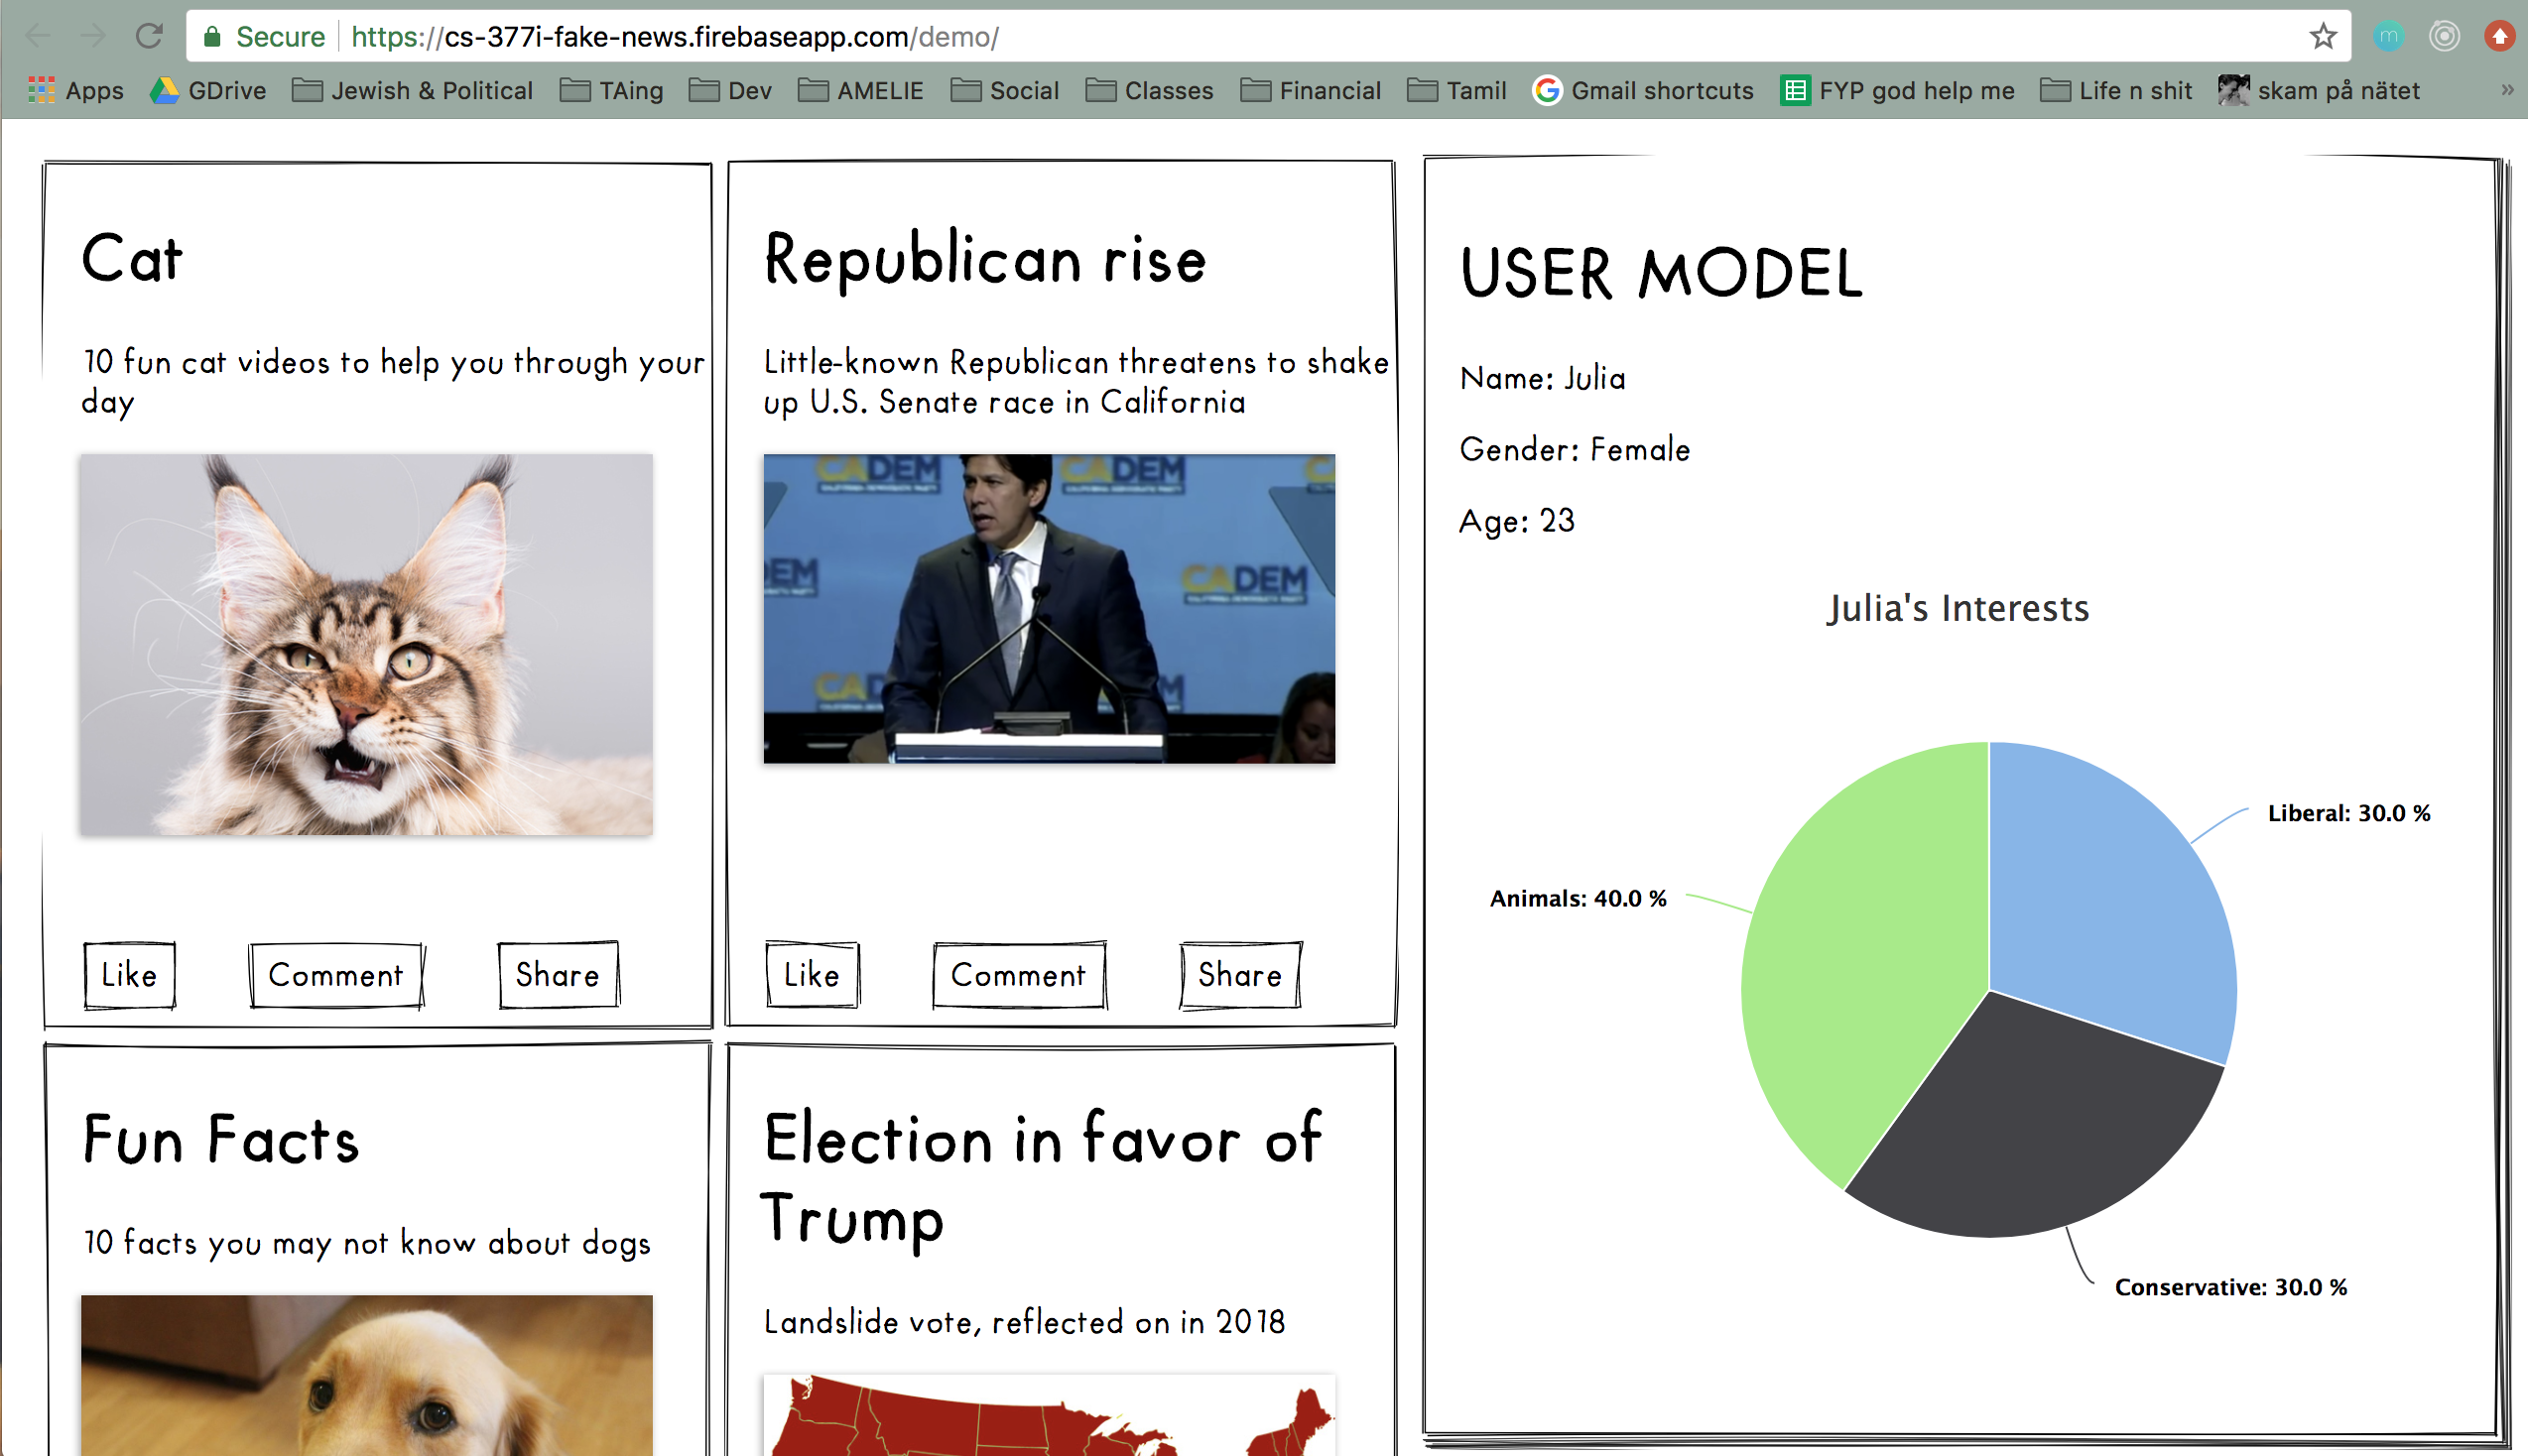 Secure
https://cs-377i-fake-news.firebaseapp.com/demo/
m
Apps
GDrive
Jewish & Political
TAing
Dev
AMELIE
Social
Classes
Financial
Tamil
Gmail shortcuts
FYP god help me
Life n shit
skam på nätet
»
Cat
10 fun cat videos to help you through your
day
Like
Comment
Share
Republican rise
Little-known Republican threatens to shake
up U.S. Senate race in California
CADEM
CADEM
CADEM
Like
Comment
Share
Fun Facts
10 facts you may not know about dogs
Election in favor of
Trump
Landslide vote, reflected on in 2018
USER MODEL
Name: Julia
Gender: Female
Age: 23
Julia's Interests
Liberal: 30.0 %
Animals: 40.0 %
Conservative: 30.0 %